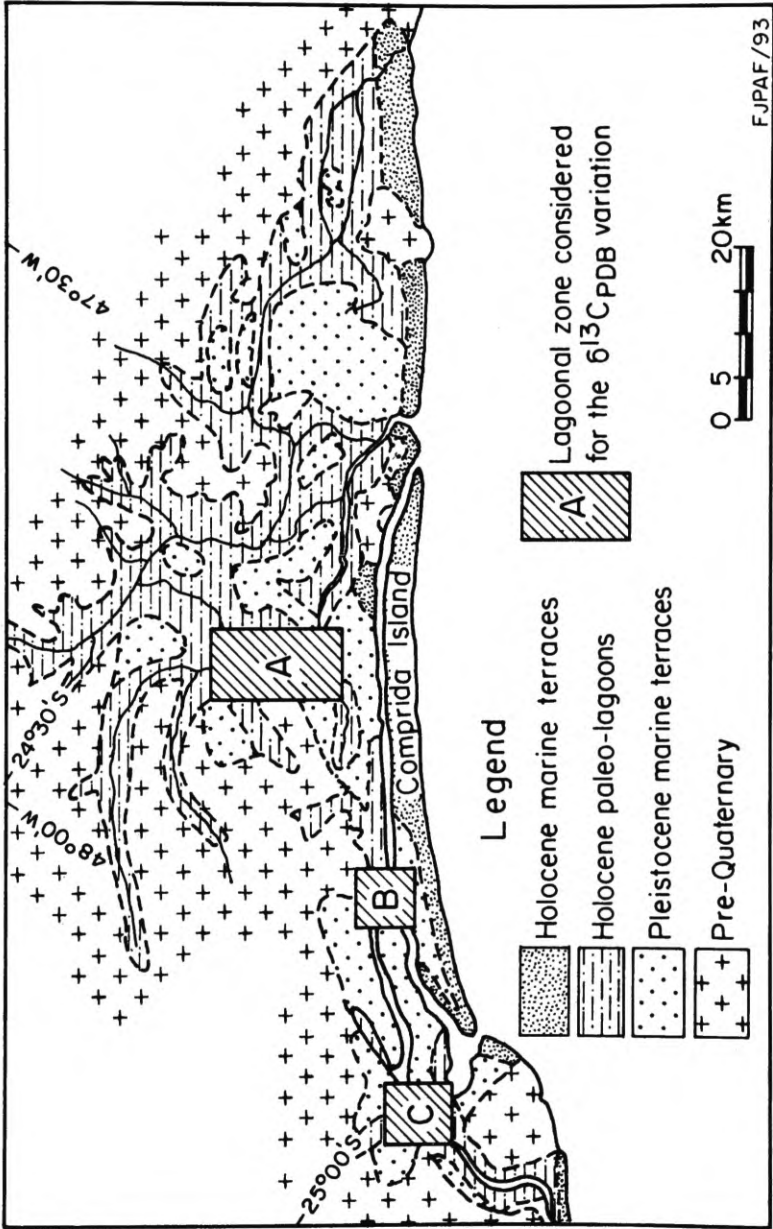 47°30'W
24°30'S
48°00'W
25°00'S
A
B
C
Comprida Island
Legend
Holocene marine terraces
Holocene paleo-lagoons
Pleistocene marine terraces
Pre-Quaternary
A
Lagoonal zone considered
for the δ13CPDB variation
0 5 20km
FJPAF/93